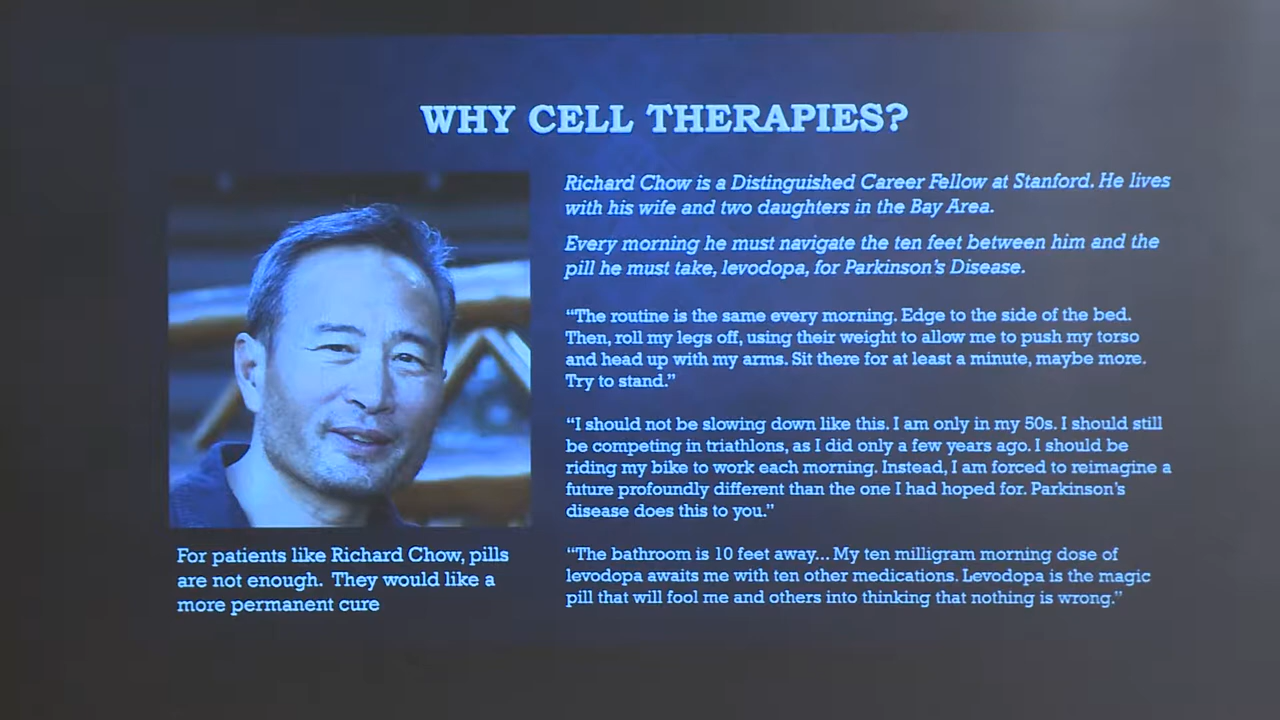 WHY CELL THERAPIES?
Richard Chow is a Distinguished Career Fellow at Stanford. He lives
with his wife and two daughters in the Bay Area.
Every morning he must navigate the ten feet between him and the
pill he must take, levodopa, for Parkinson's Disease.
“The routine is the same every morning. Edge to the side of the bed.
Then, roll my legs off, using their weight to allow me to push my torso
and head up with my arms. Sit there for at least a minute, maybe more.
Try to stand.”
“I should not be slowing down like this. I am only in my 50s. I should still
be competing in triathlons, as I did only a few years ago. I should be
riding my bike to work each morning. Instead, I am forced to reimagine a
future profoundly different than the one I had hoped for. Parkinson's
disease does this to you.”
“The bathroom is 10 feet away... My ten milligram morning dose of
levodopa awaits me with ten other medications. Levodopa is the magic
pill that will fool me and others into thinking that nothing is wrong.”
For patients like Richard Chow, pills
are not enough. They would like a
more permanent cure